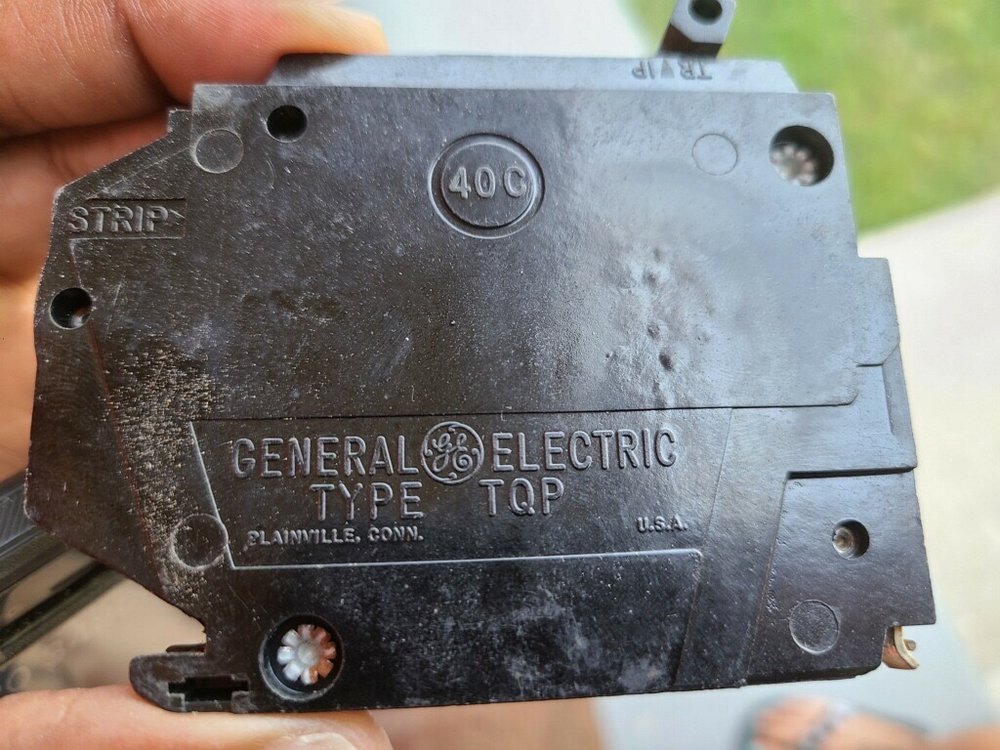 TRIP
40C
STRIP
GENERAL GE ELECTRIC
TYPE TQP
PLAINVILLE, CONN. U.S.A.